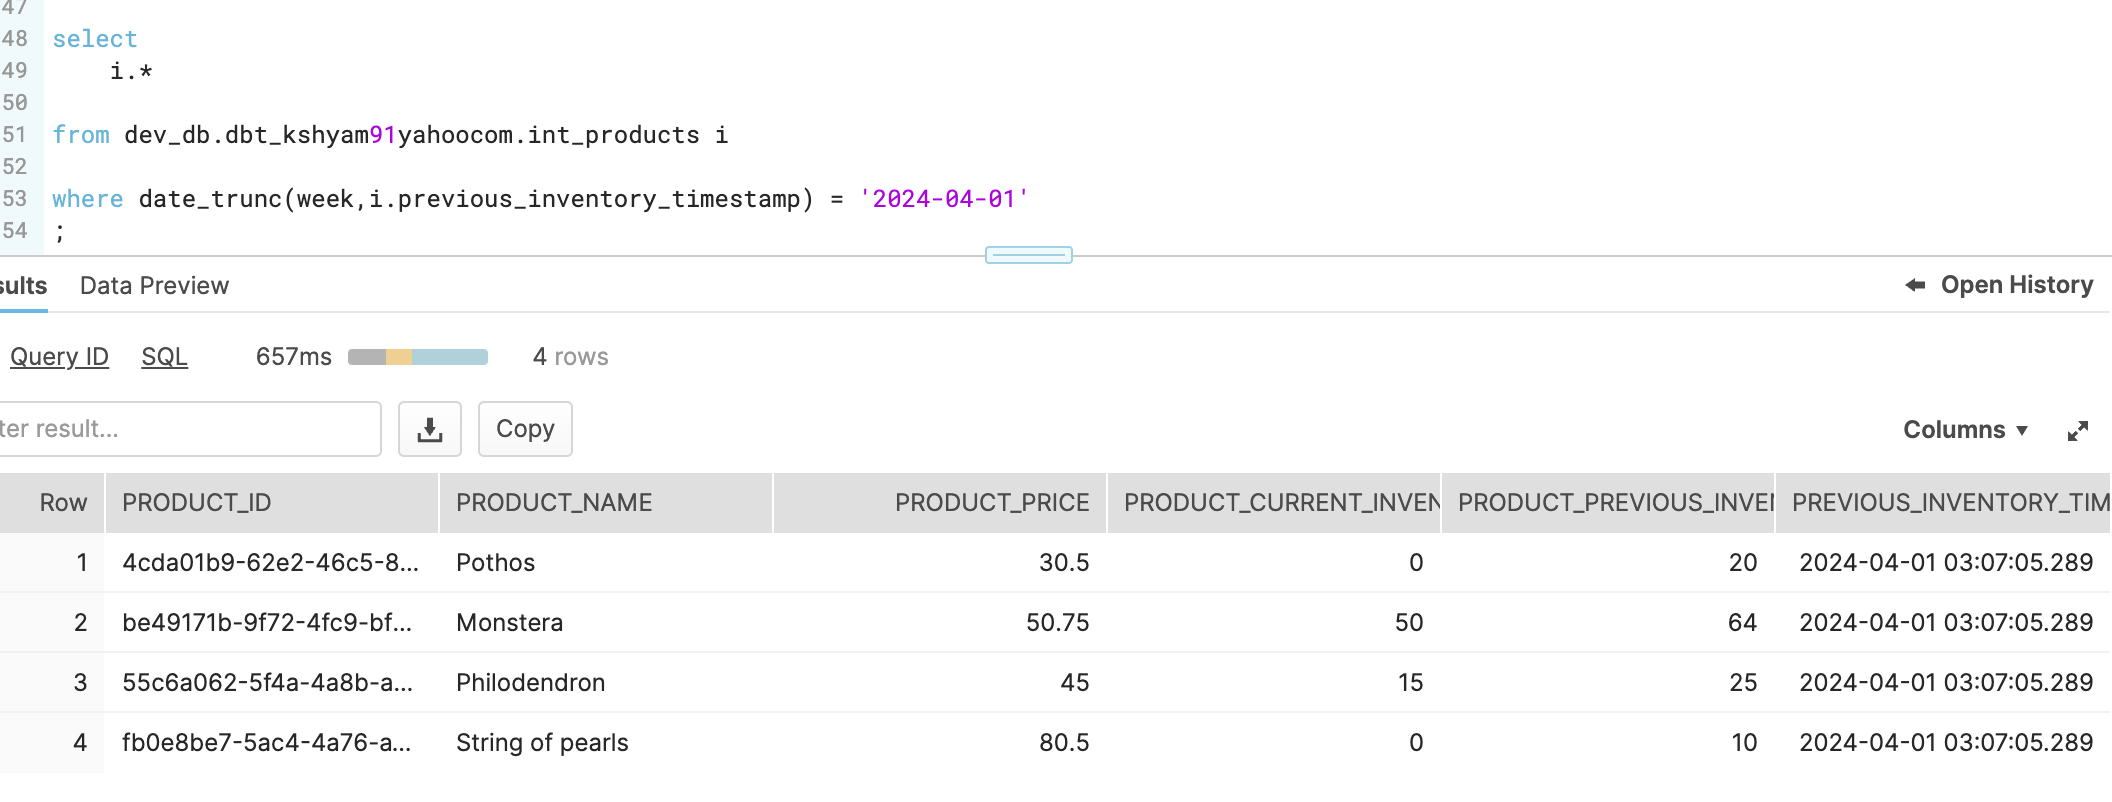 47
48 select
49 i.*
50
51 from dev_db.dbt_kshyam91yahoocom.int_products i
52
53 where date_trunc(week,i.previous_inventory_timestamp) = '2024-04-01'
54 ;
sults Data Preview Open History
Query ID SQL 657ms 4 rows
ter result... Copy Columns
Row PRODUCT_ID PRODUCT_NAME PRODUCT_PRICE PRODUCT_CURRENT_INVEN PRODUCT_PREVIOUS_INVEN PREVIOUS_INVENTORY_TIM
1 4cda01b9-62e2-46c5-8... Pothos 30.5 0 20 2024-04-01 03:07:05.289
2 be49171b-9f72-4fc9-bf... Monstera 50.75 50 64 2024-04-01 03:07:05.289
3 55c6a062-5f4a-4a8b-a... Philodendron 45 15 25 2024-04-01 03:07:05.289
4 fb0e8be7-5ac4-4a76-a... String of pearls 80.5 0 10 2024-04-01 03:07:05.289